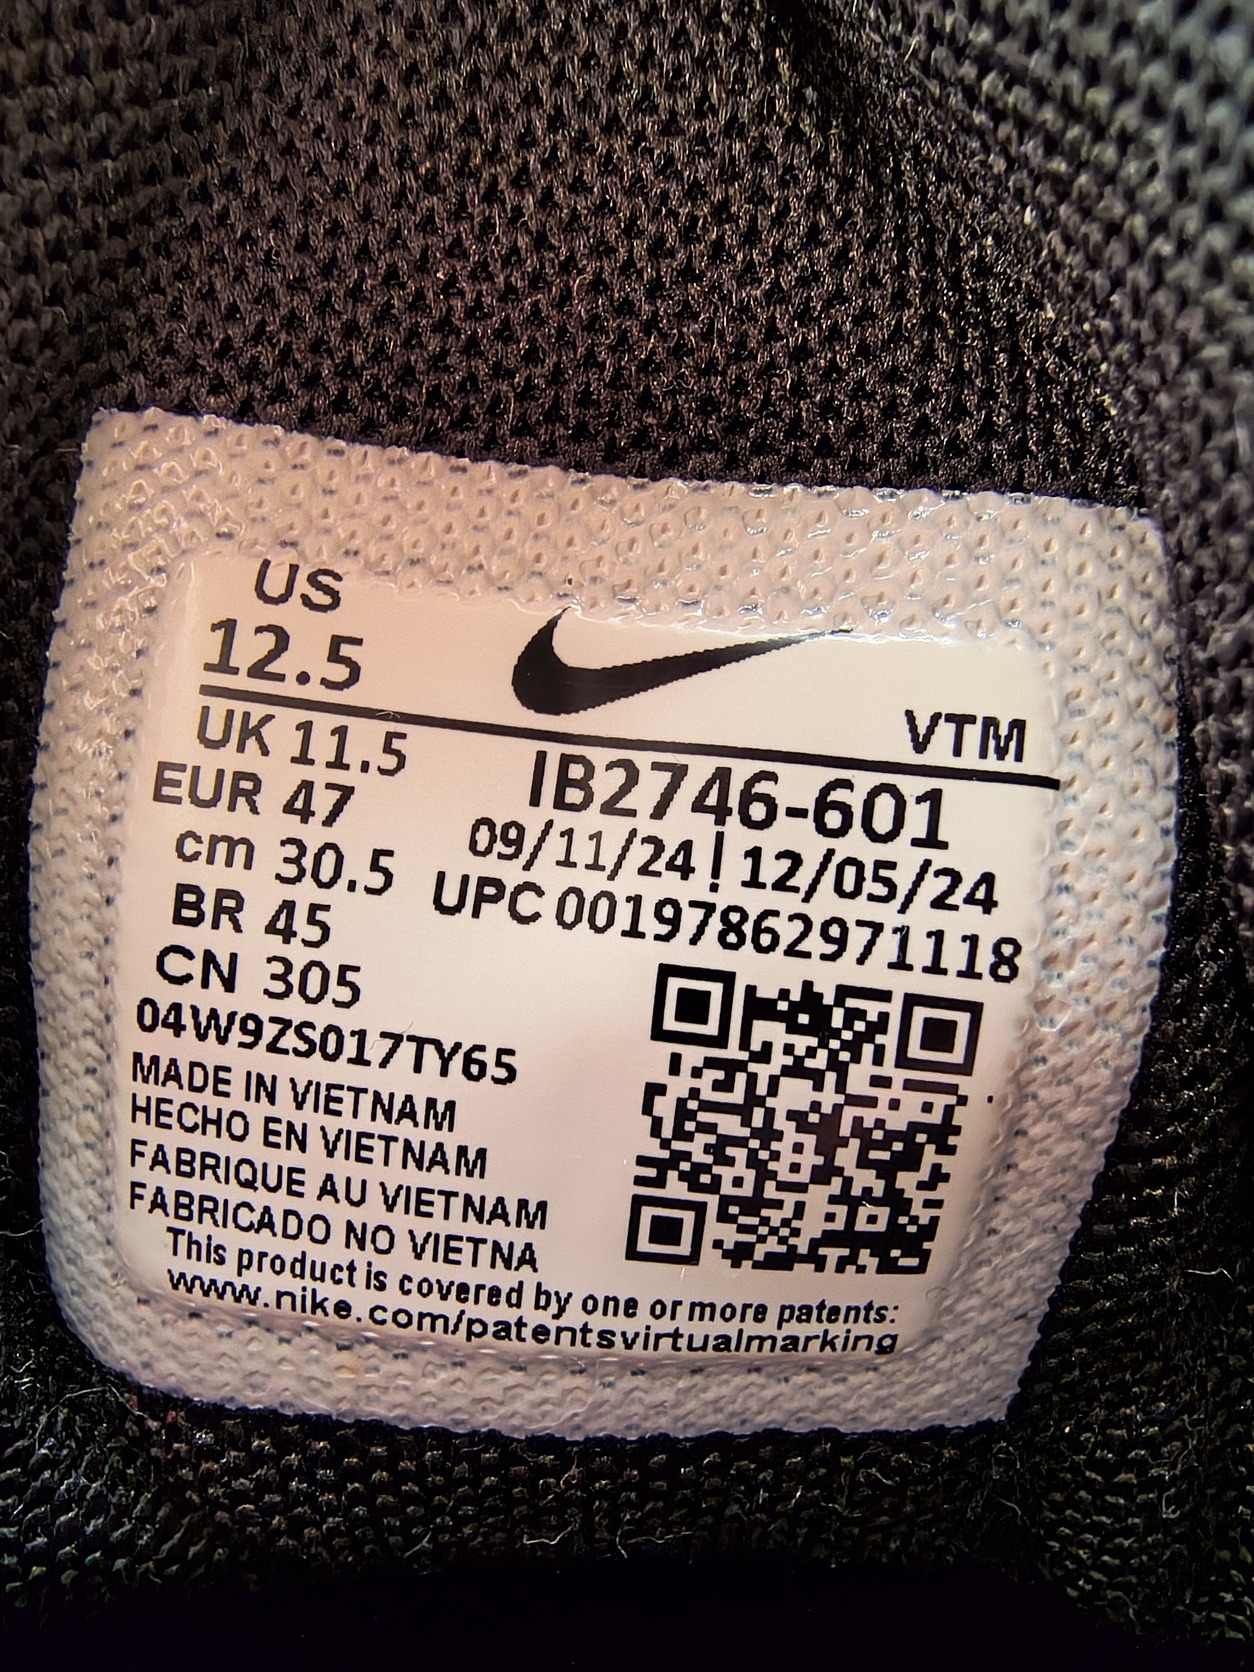 US
12.5
VTM
UK 11.5
EUR 47
cm 30.5
BR 45
CN 305
IB2746-601
09/11/24 | 12/05/24
UPC 00197862971118
04W9ZS017TY65
MADE IN VIETNAM
HECHO EN VIETNAM
FABRIQUE AU VIETNAM
FABRICADO NO VIETNA
This product is covered by one or more patents:
www.nike.com/patentsvirtualmarking